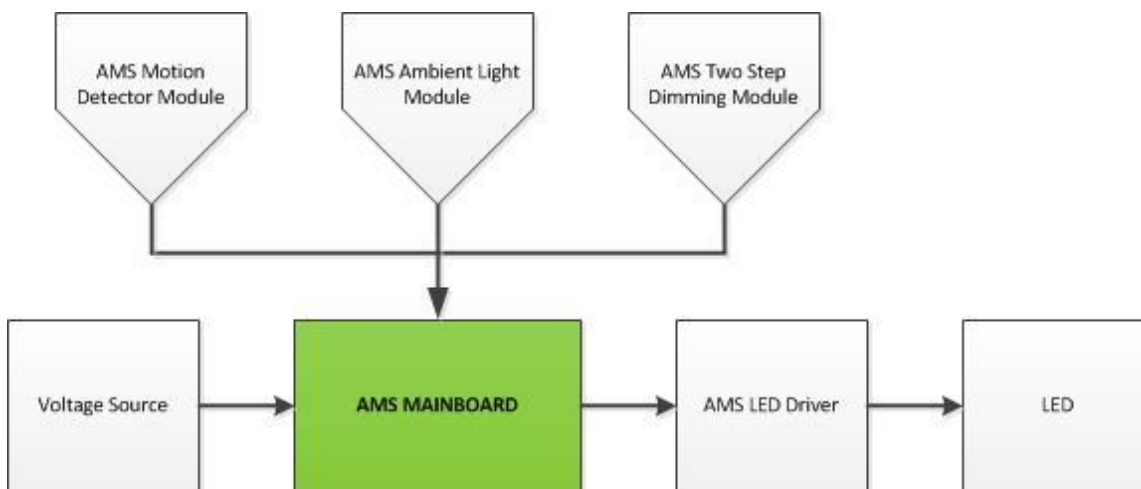 AMS Motion
Detector Module
AMS Ambient Light
Module
AMS Two Step
Dimming Module
Voltage Source
AMS MAINBOARD
AMS LED Driver
LED